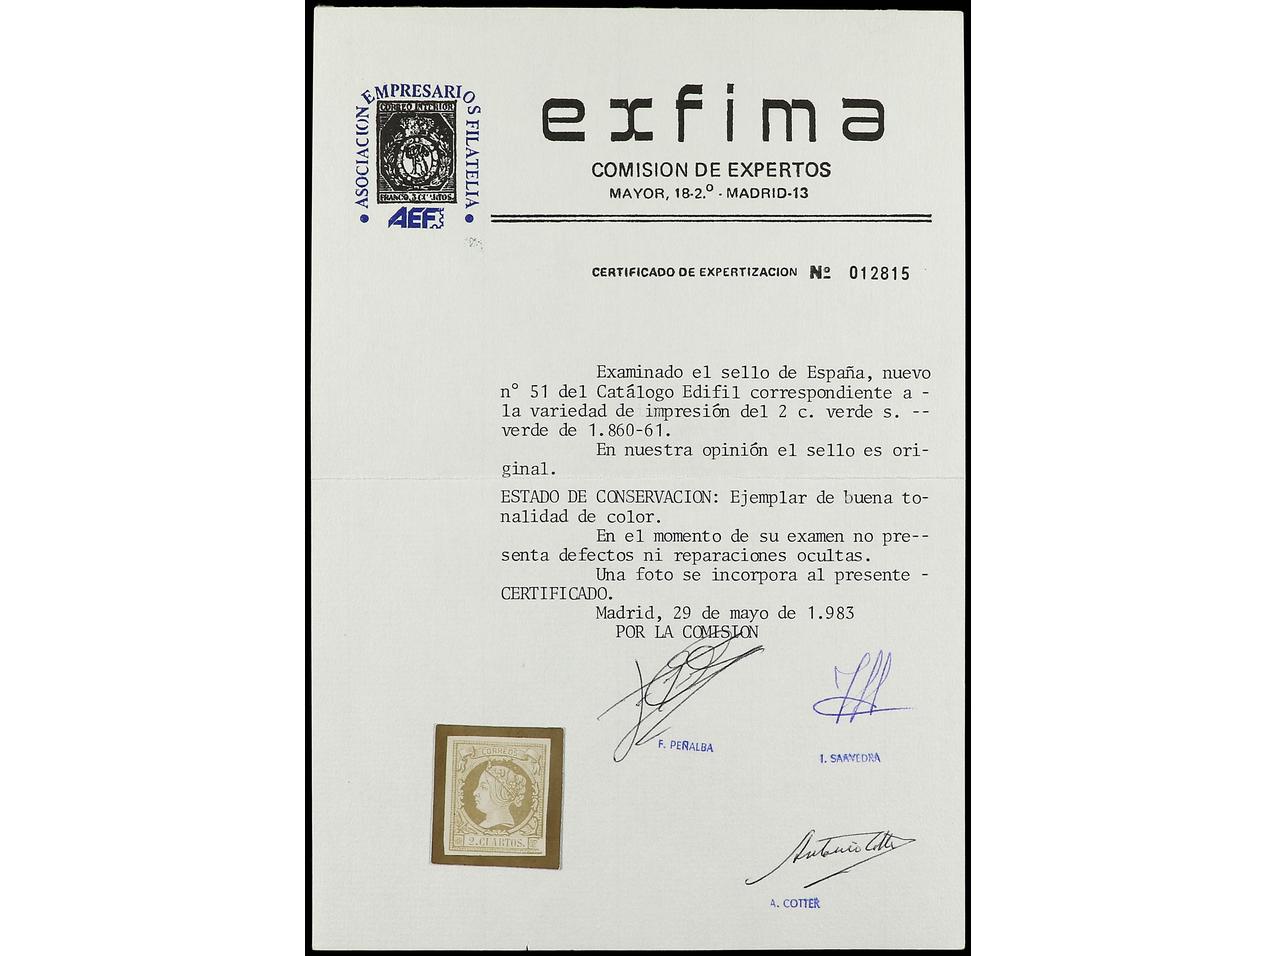 ASOCIACION EMPRESARIOS FILATELIA
CORREO INTERIOR
FRANCO, 3 CUARTOS.
AEF
exfima
COMISION DE EXPERTOS
MAYOR, 18-2.º - MADRID-13
CERTIFICADO DE EXPERTIZACION Nº 012815
Examinado el sello de España, nuevo
n° 51 del Catálogo Edifil correspondiente a -
la variedad de impresión del 2 c. verde s. --
verde de 1.860-61.
En nuestra opinión el sello es ori-
ginal.
ESTADO DE CONSERVACION: Ejemplar de buena to-
nalidad de color.
En el momento de su examen no pre--
senta defectos ni reparaciones ocultas.
Una foto se incorpora al presente -
CERTIFICADO.
Madrid, 29 de mayo de 1.983
POR LA COMISION
F. PEÑALBA
I. SAAVEDRA
CORREOS
2. CUARTOS.
Antonio Cotter
A. COTTER